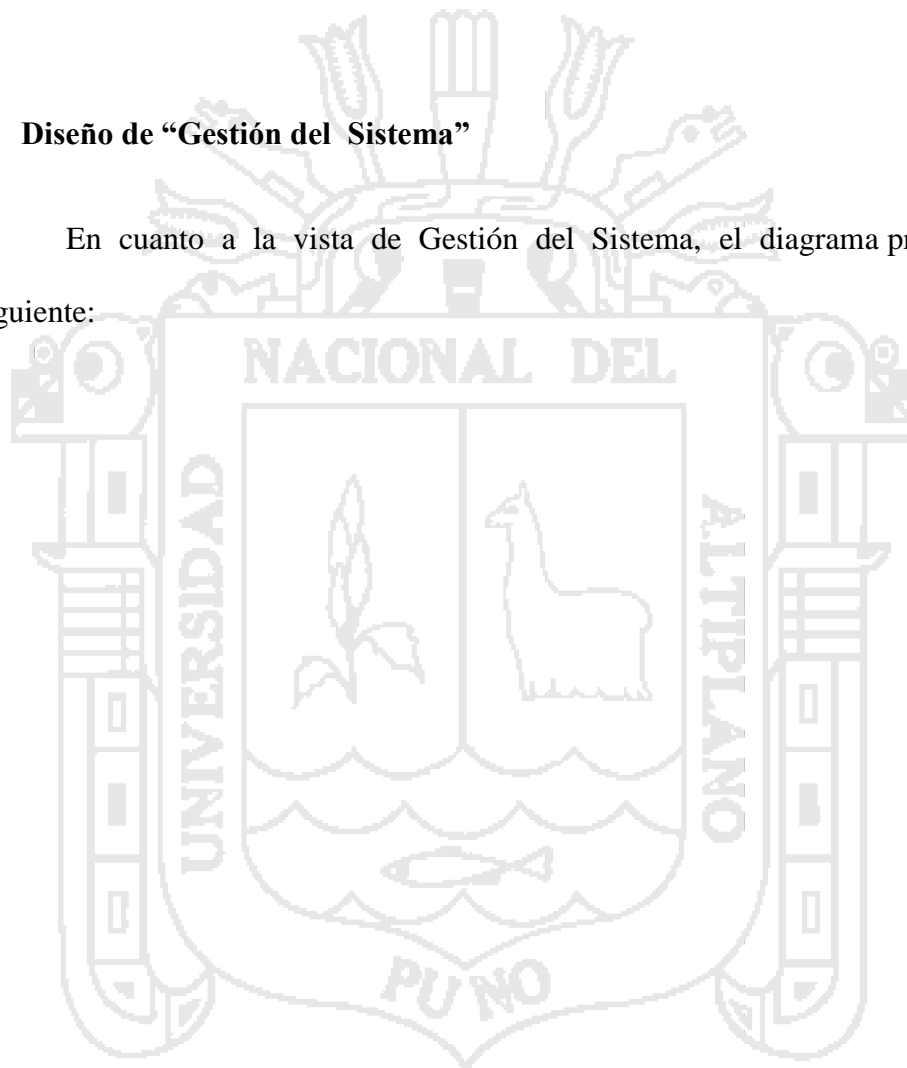 Diseño de “Gestión del Sistema”
En cuanto a la vista de Gestión del Sistema, el diagrama pr
guiente:
NACIONAL DEL
UNIVERSIDAD
ALTIPLANO
PUNO